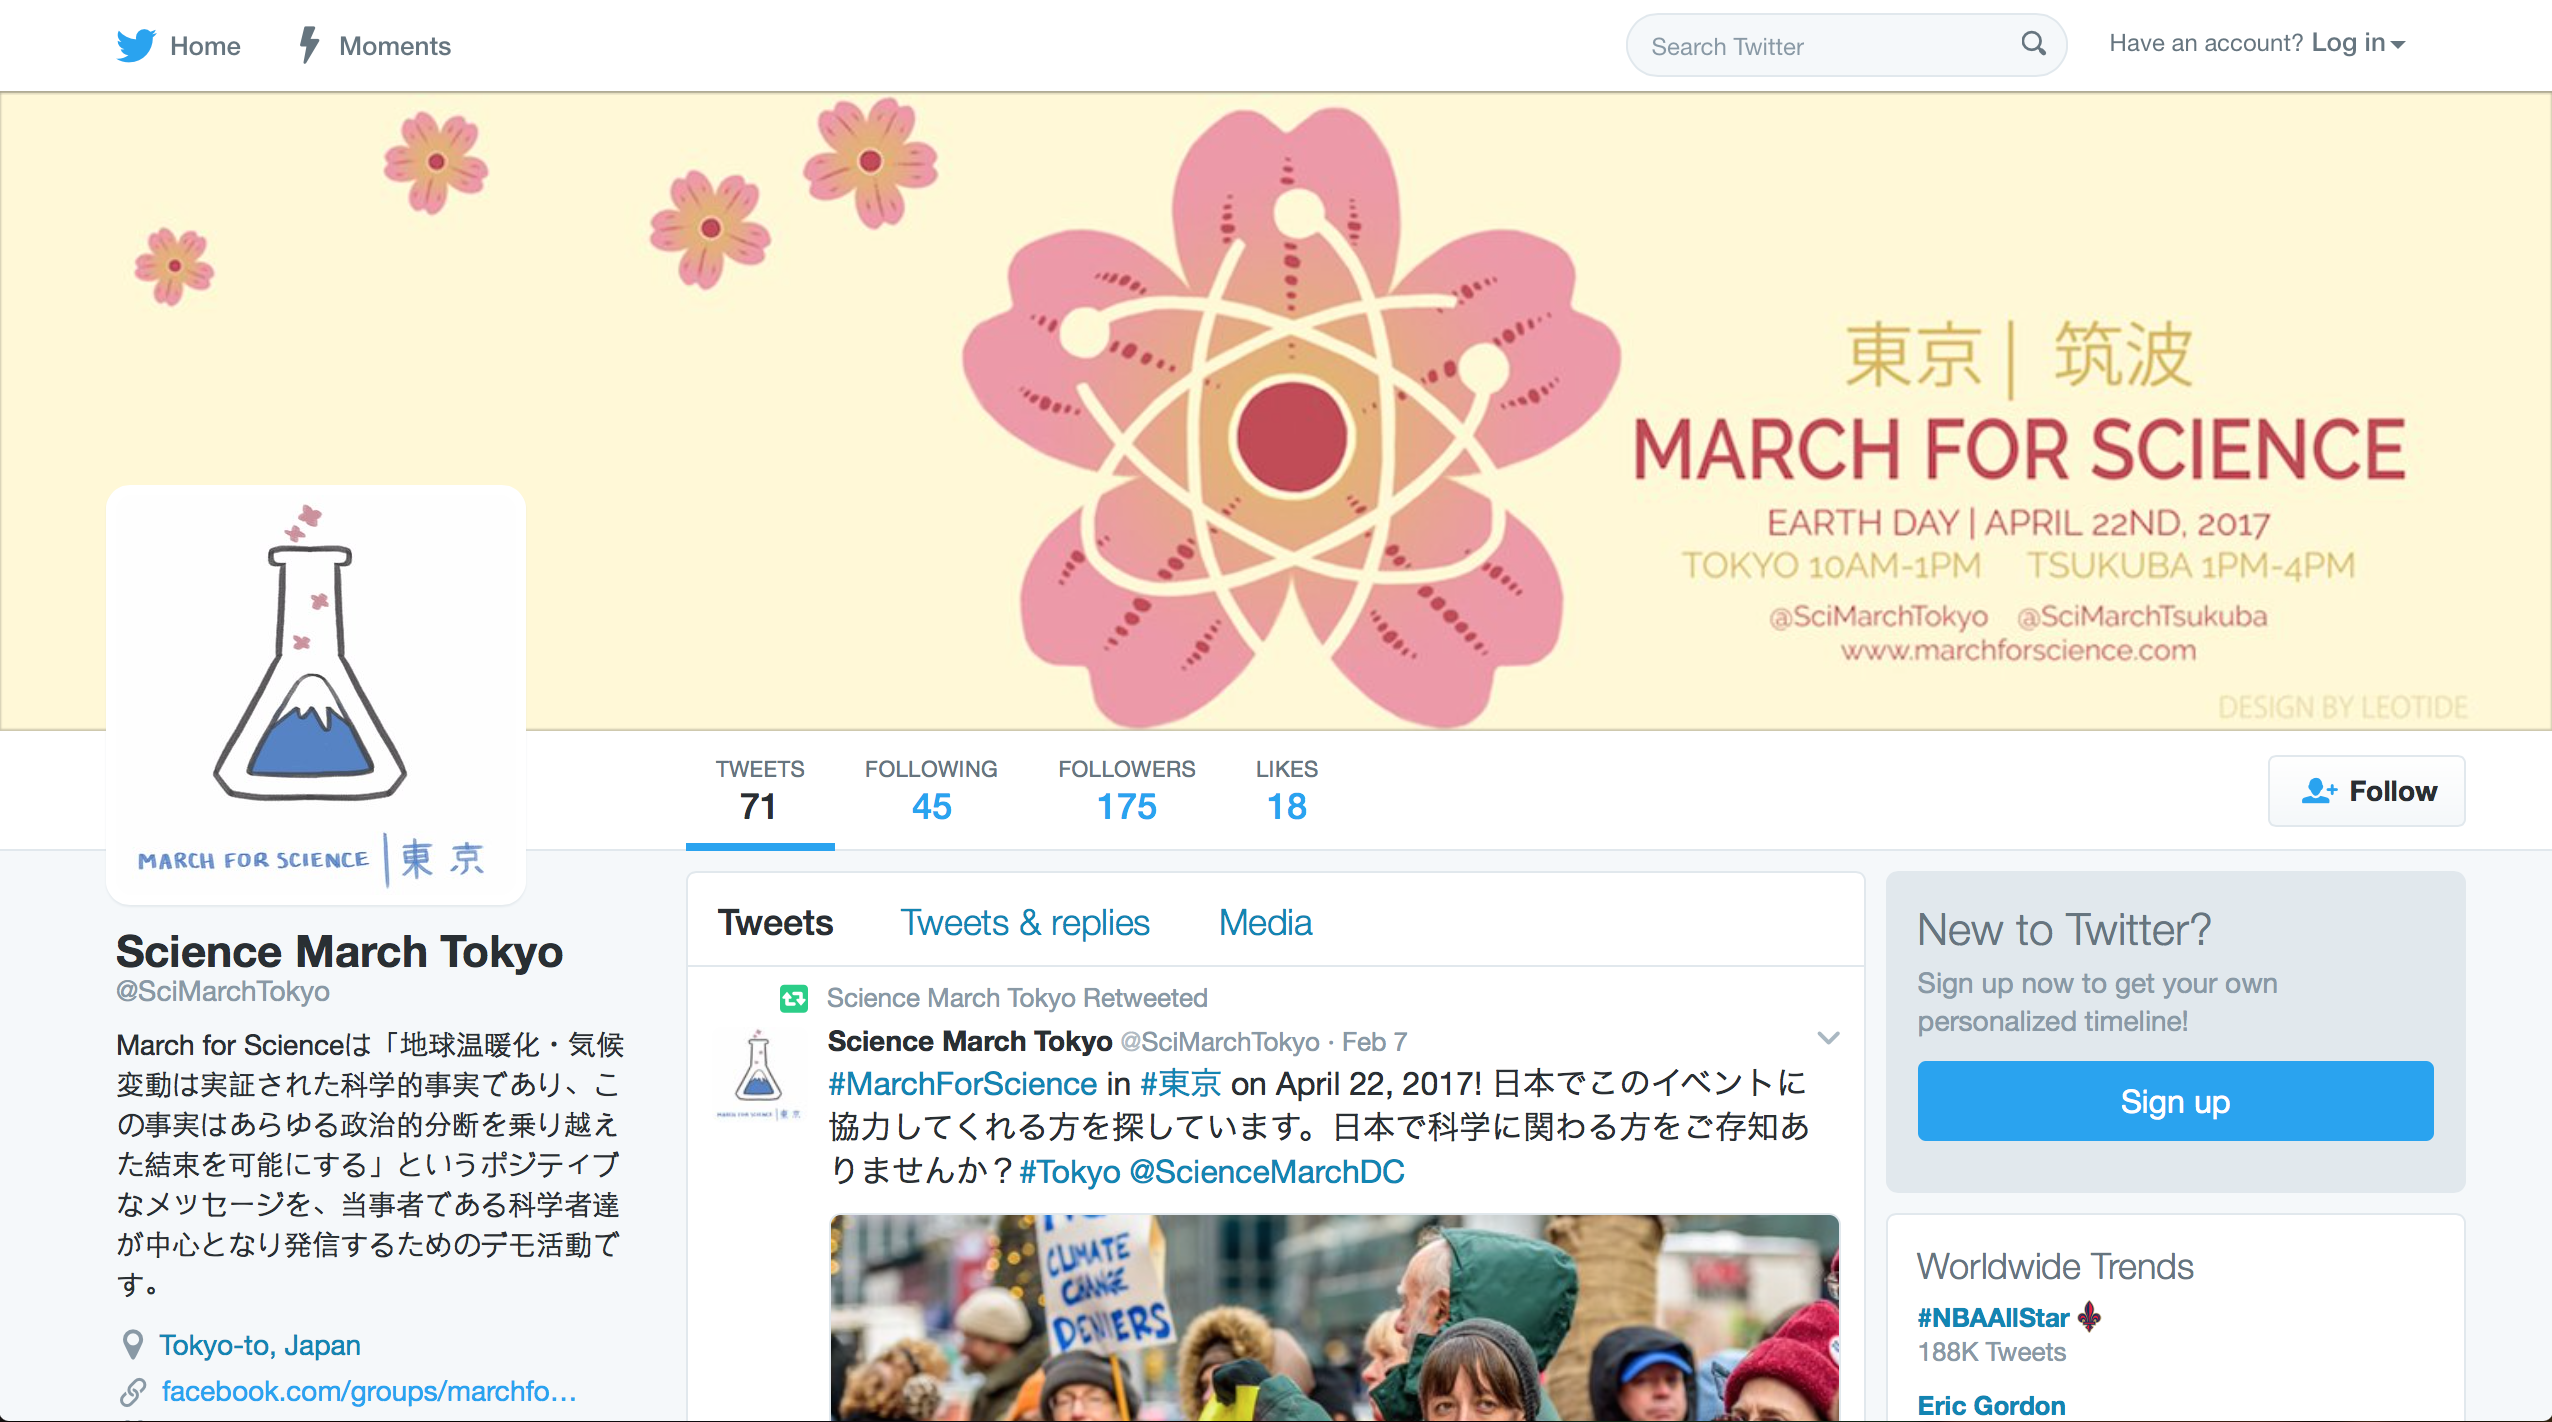 Home
Moments
Search Twitter
Have an account? Log in
東京│筑波
MARCH FOR SCIENCE
EARTH DAY | APRIL 22ND, 2017
TOKYO 10AM-1PM TSUKUBA 1PM-4PM
@SciMarchTokyo @SciMarchTsukuba
www.marchforscience.com
DESIGN BY LEOTIDE
MARCH FOR SCIENCE | 東京
TWEETS
71
FOLLOWING
45
FOLLOWERS
175
LIKES
18
Follow
Science March Tokyo
@SciMarchTokyo
March for Scienceは「地球温暖化・気候
変動は実証された科学的事実であり、こ
の事実はあらゆる政治的分断を乗り越え
た結束を可能にする」というポジテイブ
なメツセージを、当事者である科学者達
が中心となり発信するためのデモ活動で
す。
Tokyo-to, Japan
facebook.com/groups/marchfo…
Tweets
Tweets & replies
Media
Science March Tokyo Retweeted
Science March Tokyo @SciMarchTokyo · Feb 7
#MarchForScience in #東京 on April 22, 2017! 日本でこのイベントに
協力してくれる方を探しています。日本で科学に関わる方をご存知あ
りませんか？#Tokyo @ScienceMarchDC
MARCH FOR SCIENCE | 東京
CLIMATE
CHANGE
DENIERS
New to Twitter?
Sign up now to get your own
personalized timeline!
Sign up
Worldwide Trends
#NBAAllStar
188K Tweets
Eric Gordon